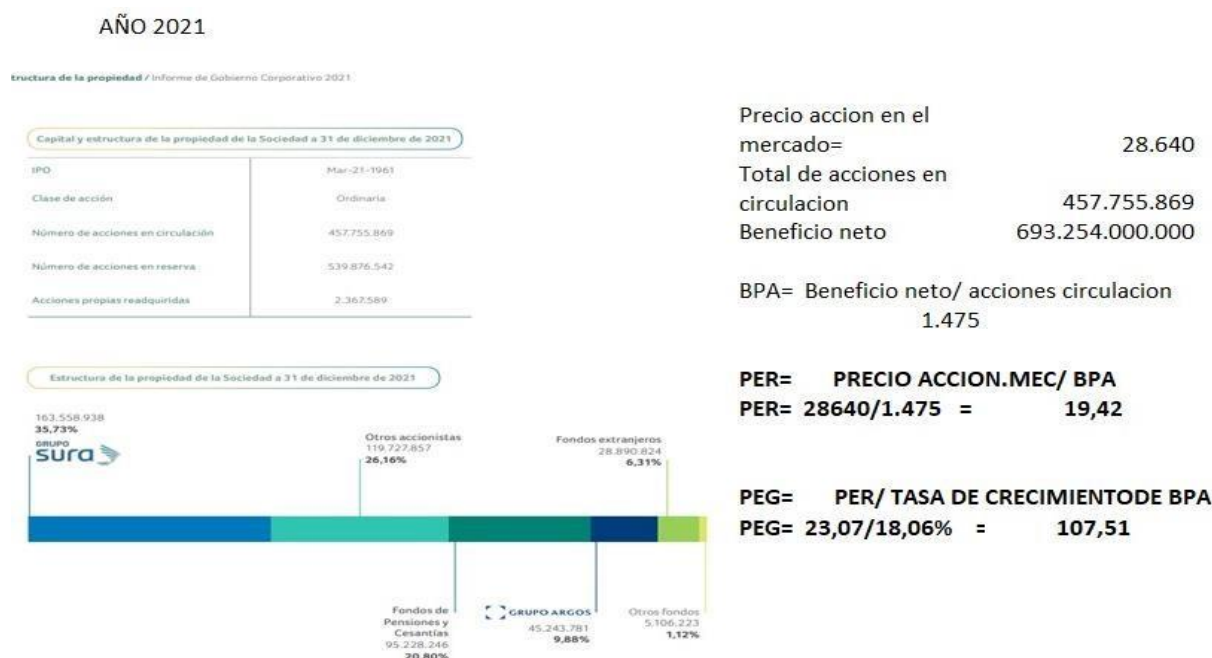 AÑO 2021
tructura de la propiedad / Informe de Gobierno Corporativo 2021
Capital y estructura de la propiedad de la Sociedad a 31 de diciembre de 2021
IPO Mar-21-1961
Clase de acción Ordinaria
Número de acciones en circulación 457.755.869
Número de acciones en reserva 539.876.542
Acciones propias readquiridas 2.367.589
Estructura de la propiedad de la Sociedad a 31 de diciembre de 2021
163.558.938
35,73%
GRUPO
sura
Otros accionistas
119.727.857
26,16%
Fondos extranjeros
28.890.824
6,31%
Fondos de
Pensiones y
Cesantías
95.228.246
20,80%
GRUPO ARGOS
45.243.781
9,88%
Otros fondos
5.106.223
1,12%
Precio accion en el
mercado= 28.640
Total de acciones en
circulacion 457.755.869
Beneficio neto 693.254.000.000
BPA= Beneficio neto/ acciones circulacion
1.475
PER= PRECIO ACCION.MEC/ BPA
PER= 28640/1.475 = 19,42
PEG= PER/ TASA DE CRECIMIENTODE BPA
PEG= 23,07/18,06% = 107,51